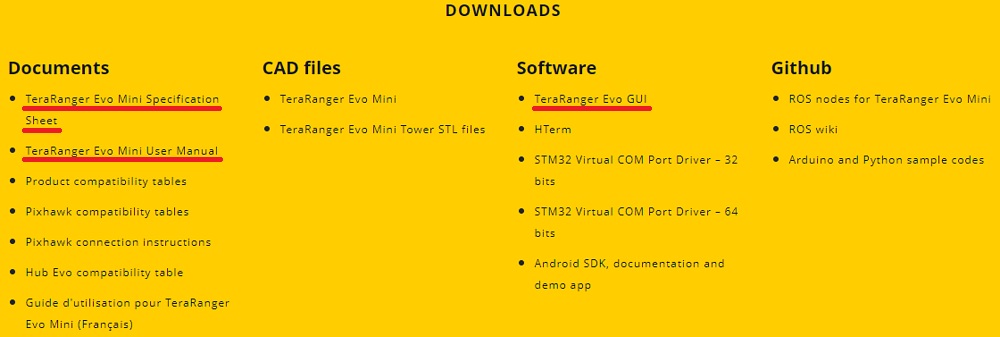 DOWNLOADS
Documents
TeraRanger Evo Mini Specification
Sheet
TeraRanger Evo Mini User Manual
Product compatibility tables
Pixhawk compatibility tables
Pixhawk connection instructions
Hub Evo compatibility table
Guide d'utilisation pour TeraRanger
Evo Mini (Français)
CAD files
TeraRanger Evo Mini
TeraRanger Evo Mini Tower STL files
Software
TeraRanger Evo GUI
HTerm
STM32 Virtual COM Port Driver – 32
bits
STM32 Virtual COM Port Driver – 64
bits
Android SDK, documentation and
demo app
Github
ROS nodes for TeraRanger Evo Mini
ROS wiki
Arduino and Python sample codes